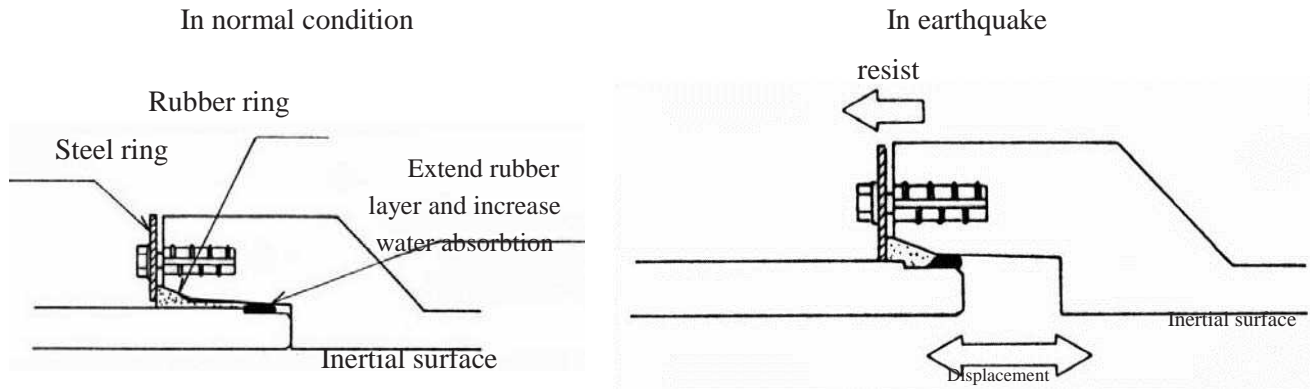 In normal condition
Rubber ring
Steel ring
Extend rubber
layer and increase
water absorbtion
Inertial surface
In earthquake
resist
Inertial surface
Displacement